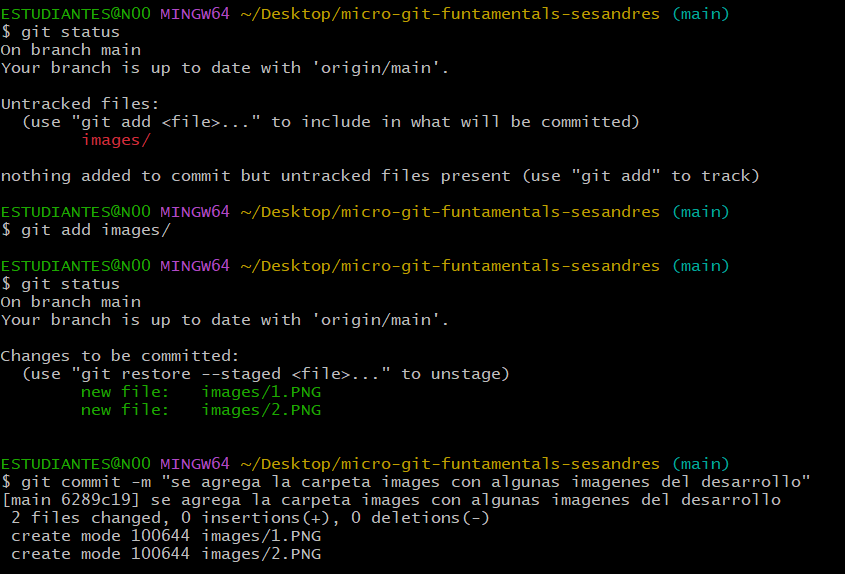 ESTUDIANTES@N00 MINGW64 ~/Desktop/micro-git-funtamentals-sesandres (main)
$ git status
On branch main
Your branch is up to date with 'origin/main'.
Untracked files:
  (use "git add <file>..." to include in what will be committed)
        images/
nothing added to commit but untracked files present (use "git add" to track)
ESTUDIANTES@N00 MINGW64 ~/Desktop/micro-git-funtamentals-sesandres (main)
$ git add images/
ESTUDIANTES@N00 MINGW64 ~/Desktop/micro-git-funtamentals-sesandres (main)
$ git status
On branch main
Your branch is up to date with 'origin/main'.
Changes to be committed:
  (use "git restore --staged <file>..." to unstage)
        new file:   images/1.PNG
        new file:   images/2.PNG
ESTUDIANTES@N00 MINGW64 ~/Desktop/micro-git-funtamentals-sesandres (main)
$ git commit -m "se agrega la carpeta images con algunas imagenes del desarrollo"
[main 6289c19] se agrega la carpeta images con algunas imagenes del desarrollo
 2 files changed, 0 insertions(+), 0 deletions(-)
 create mode 100644 images/1.PNG
 create mode 100644 images/2.PNG